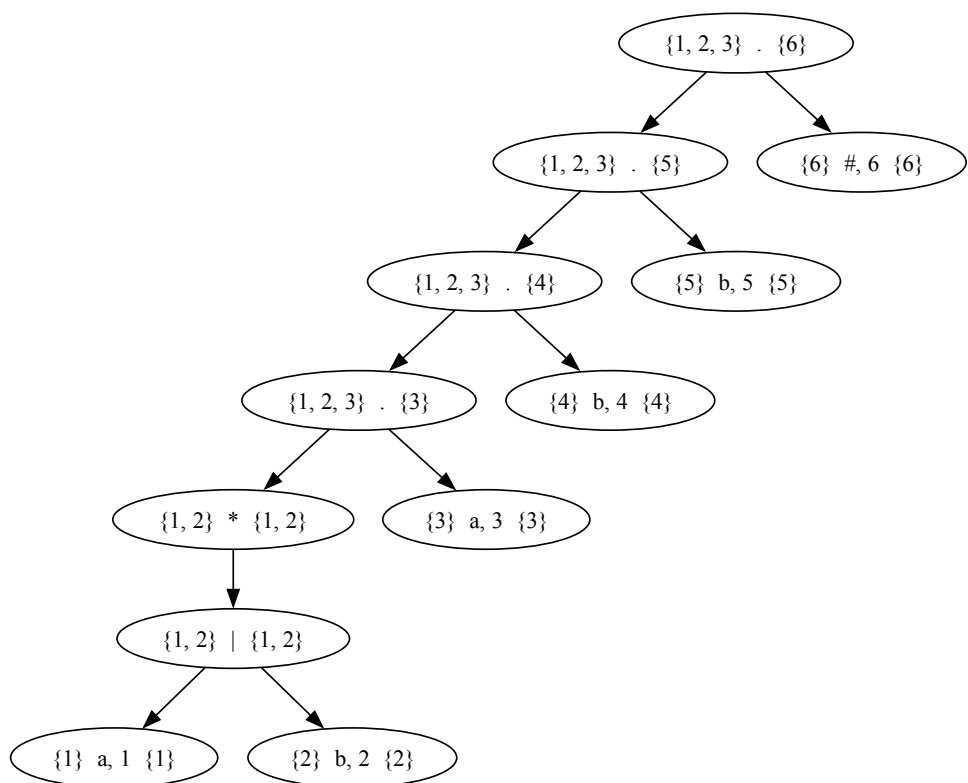 {1, 2, 3} . {6}
{1, 2, 3} . {5}
{6} #, 6 {6}
{1, 2, 3} . {4}
{5} b, 5 {5}
{1, 2, 3} . {3}
{4} b, 4 {4}
{1, 2} * {1, 2}
{3} a, 3 {3}
{1, 2} | {1, 2}
{1} a, 1 {1}
{2} b, 2 {2}